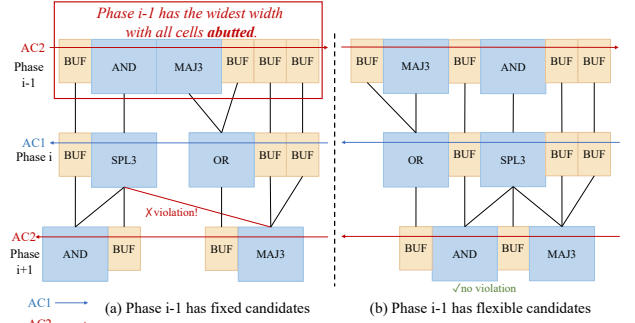 Phase i-1 has the widest width
with all cells abutted.
AC2
Phase
i-1
BUF AND MAJ3 BUF BUF BUF
BUF MAJ3 BUF AND BUF BUF
AC1
Phase i
BUF SPL3 OR BUF BUF
OR BUF SPL3 BUF BUF
✗ violation!
AC2
Phase
i+1
AND BUF BUF MAJ3
BUF AND BUF MAJ3
✓no violation
AC1
(a) Phase i-1 has fixed candidates
(b) Phase i-1 has flexible candidates
AC2